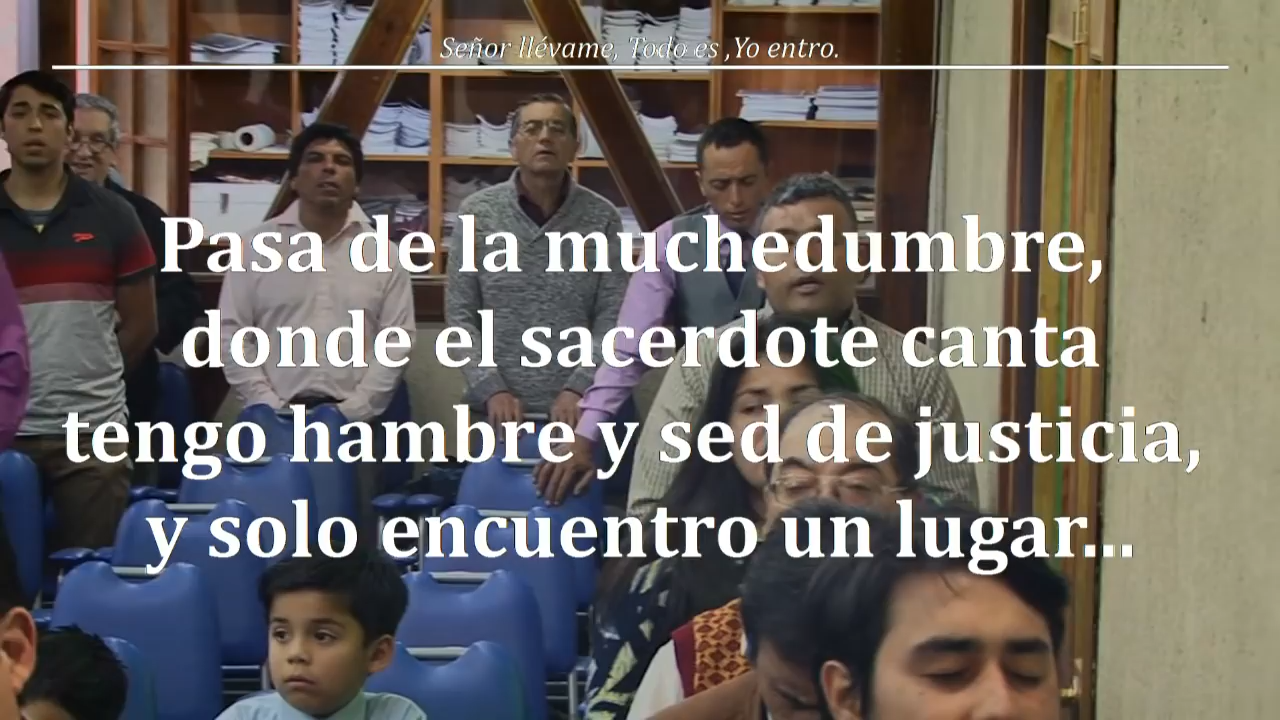 Señor llévame, Todo es ,Yo entro.
Pasa de la muchedumbre,
donde el sacerdote canta
tengo hambre y sed de justicia,
y solo encuentro un lugar...